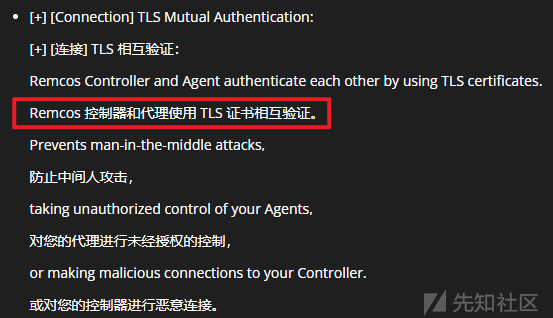 [+] [Connection] TLS Mutual Authentication:
[+] [连接] TLS 相互验证：
Remcos Controller and Agent authenticate each other by using TLS certificates.
Remcos 控制器和代理使用 TLS 证书相互验证。
Prevents man-in-the-middle attacks,
防止中间人攻击，
taking unauthorized control of your Agents,
对您的代理进行未经授权的控制，
or making malicious connections to your Controller.
或对您的控制器进行恶意连接。
先知社区